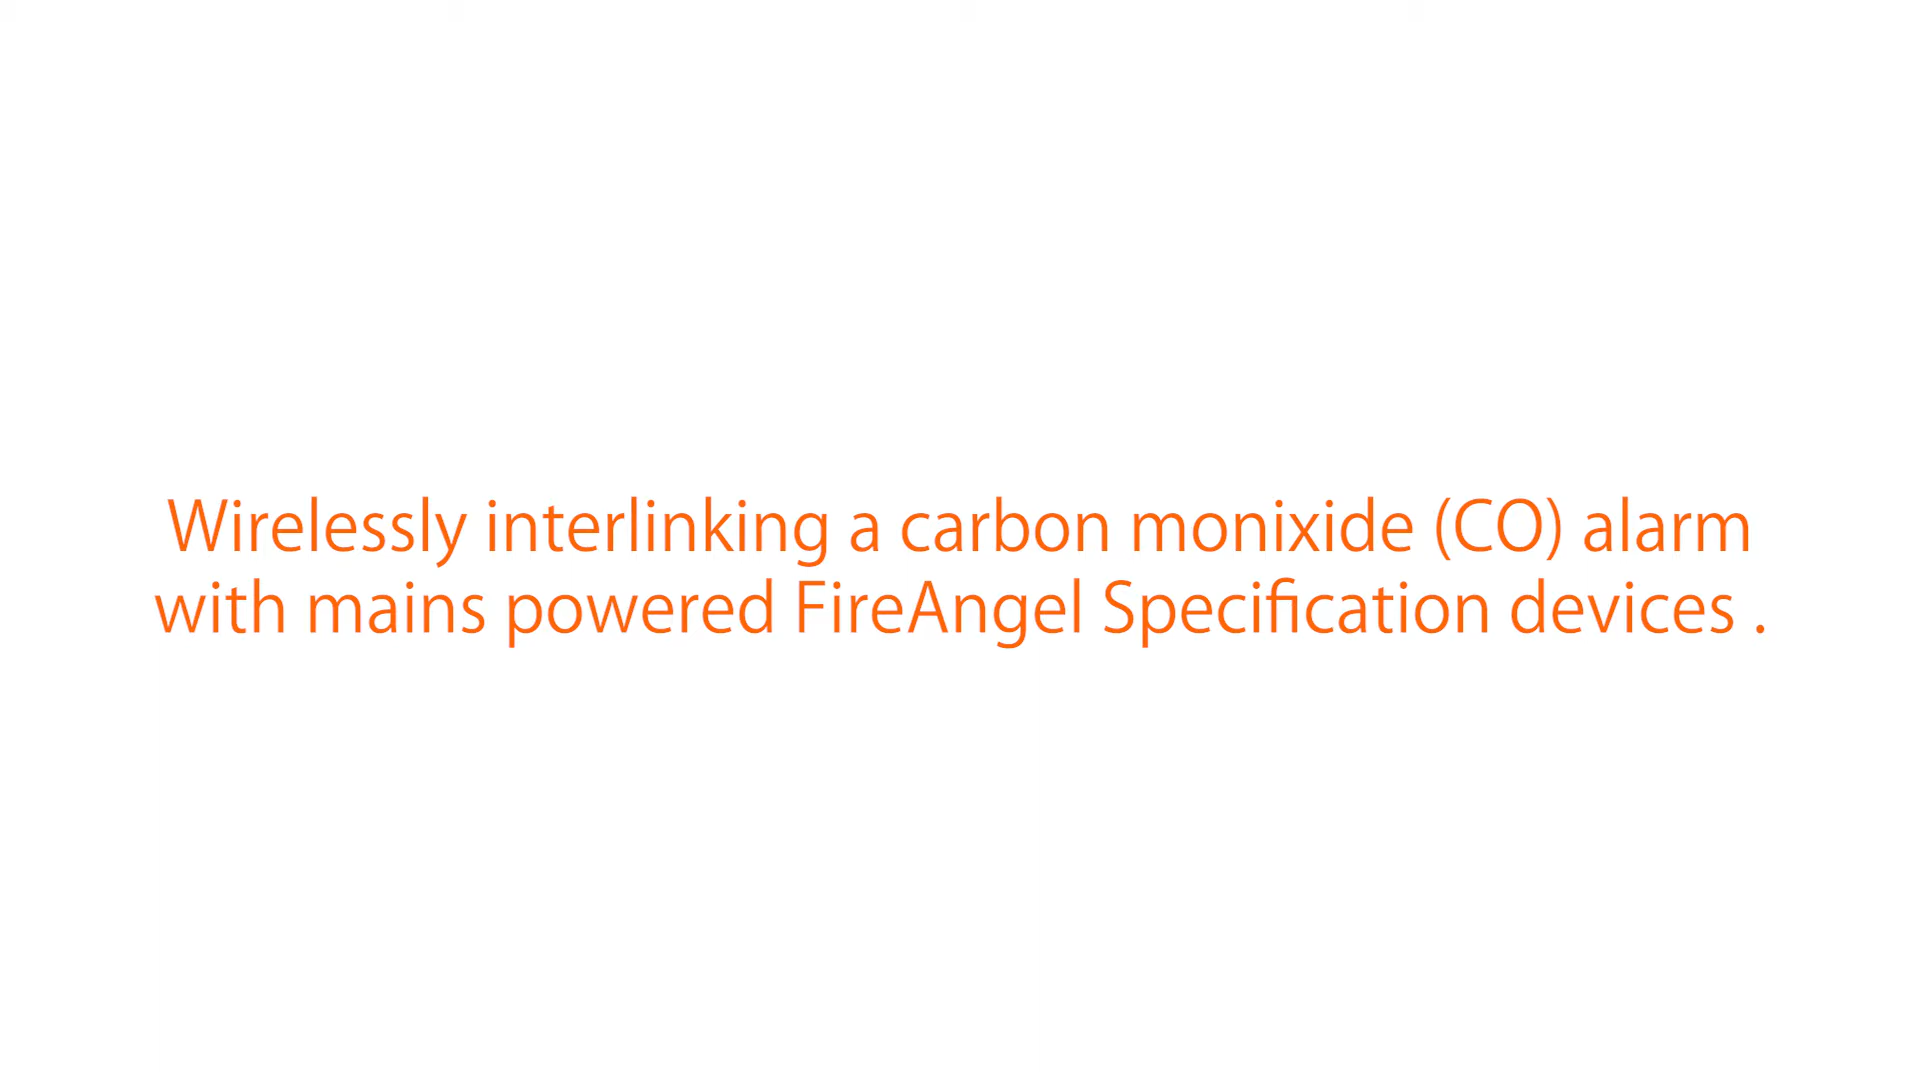 Wirelessly interlinking a carbon monixide (CO) alarm
with mains powered FireAngel Specification devices .